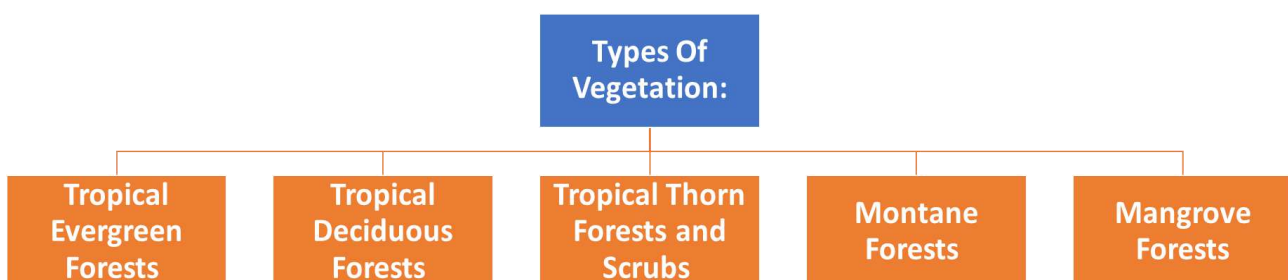 Types Of
Vegetation:
Tropical
Evergreen
Forests
Tropical
Deciduous
Forests
Tropical Thorn
Forests and
Scrubs
Montane
Forests
Mangrove
Forests